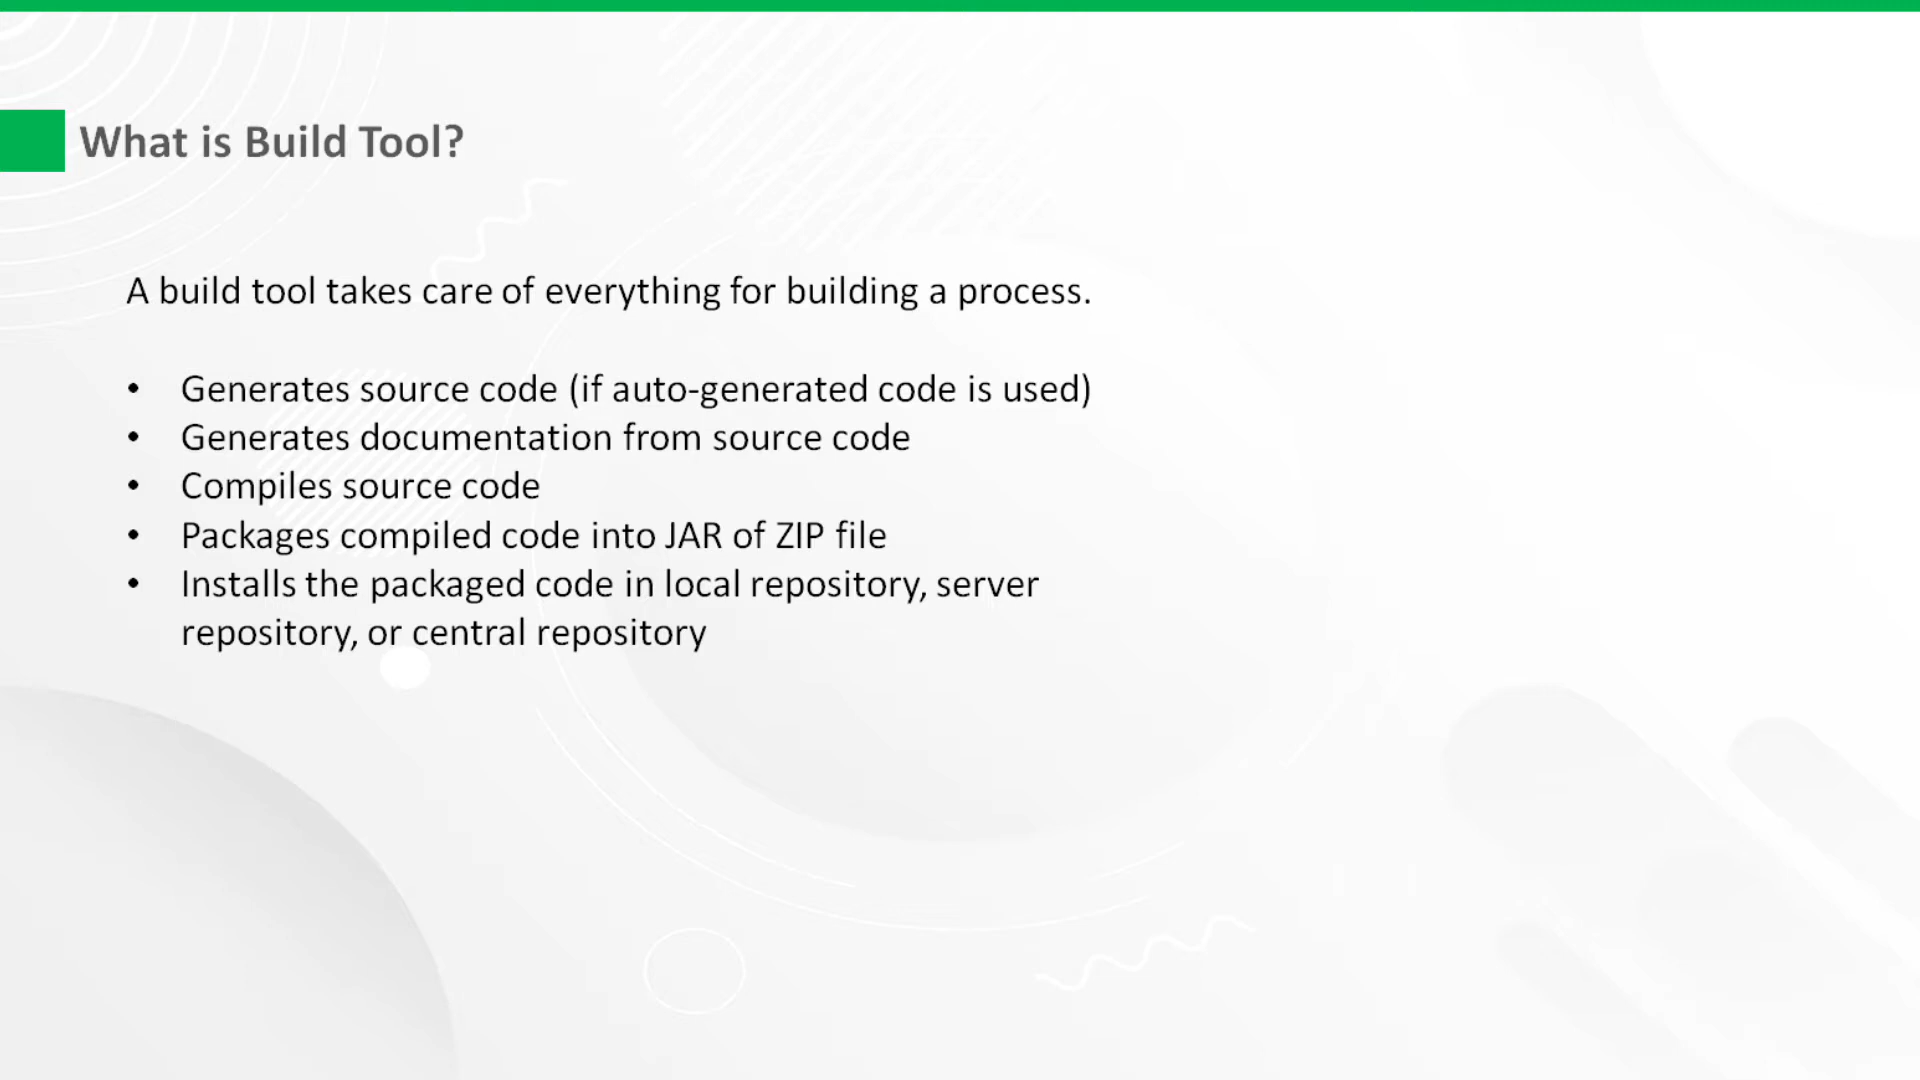 What is Build Tool?
A build tool takes care of everything for building a process.
• Generates source code (if auto-generated code is used)
• Generates documentation from source code
• Compiles source code
• Packages compiled code into JAR of ZIP file
• Installs the packaged code in local repository, server
repository, or central repository